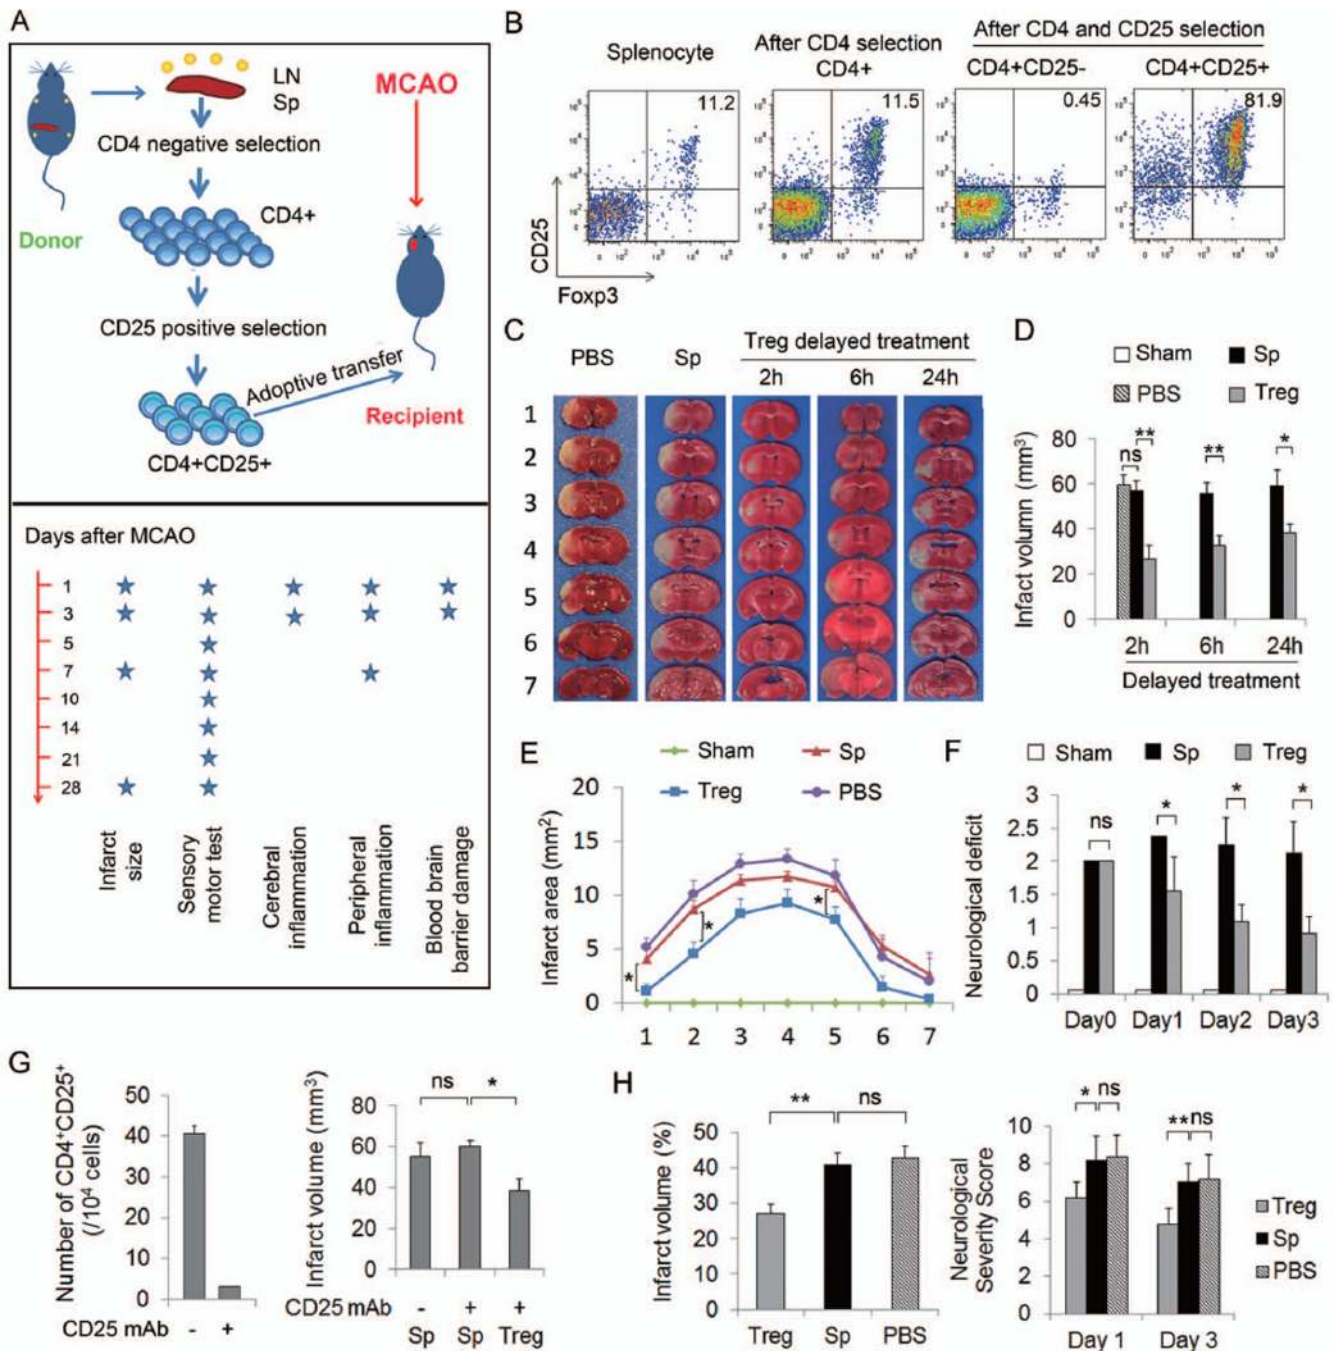 A
LN
Sp
MCAO
CD4 negative selection
CD4+
Donor
CD25 positive selection
Adoptive transfer
Recipient
CD4+CD25+
Days after MCAO
1
3
5
7
10
14
21
28
Infarct
size
Sensory
motor test
Cerebral
inflammation
Peripheral
inflammation
Blood brain
barrier damage
B
Splenocyte
After CD4 selection
CD4+
After CD4 and CD25 selection
CD4+CD25-
CD4+CD25+
11.2
11.5
0.45
81.9
CD25
Foxp3
C
PBS
Sp
Treg delayed treatment
2h
6h
24h
1
2
3
4
5
6
7
D
Sham
Sp
PBS
Treg
Infact volumn (mm³)
80
60
40
20
0
ns
**
**
*
2h
6h
24h
Delayed treatment
E
Sham
Sp
Treg
PBS
Infarct area (mm²)
20
15
10
5
0
*
*
*
1 2 3 4 5 6 7
F
Sham
Sp
Treg
Neurological deficit
3
2.5
2
1.5
1
0.5
0
ns
*
*
*
Day0 Day1 Day2 Day3
G
Number of CD4⁺CD25⁺
(/10⁴ cells)
50
40
30
20
10
0
CD25 mAb - +
Infarct volume (mm³)
100
80
60
40
20
0
ns
*
CD25 mAb - + +
Sp Sp Treg
H
Infarct volume (%)
50
40
30
20
10
0
**
ns
Treg Sp PBS
Neurological
Severity Score
10
8
6
4
2
0
* ns
** ns
Day 1 Day 3
Treg
Sp
PBS